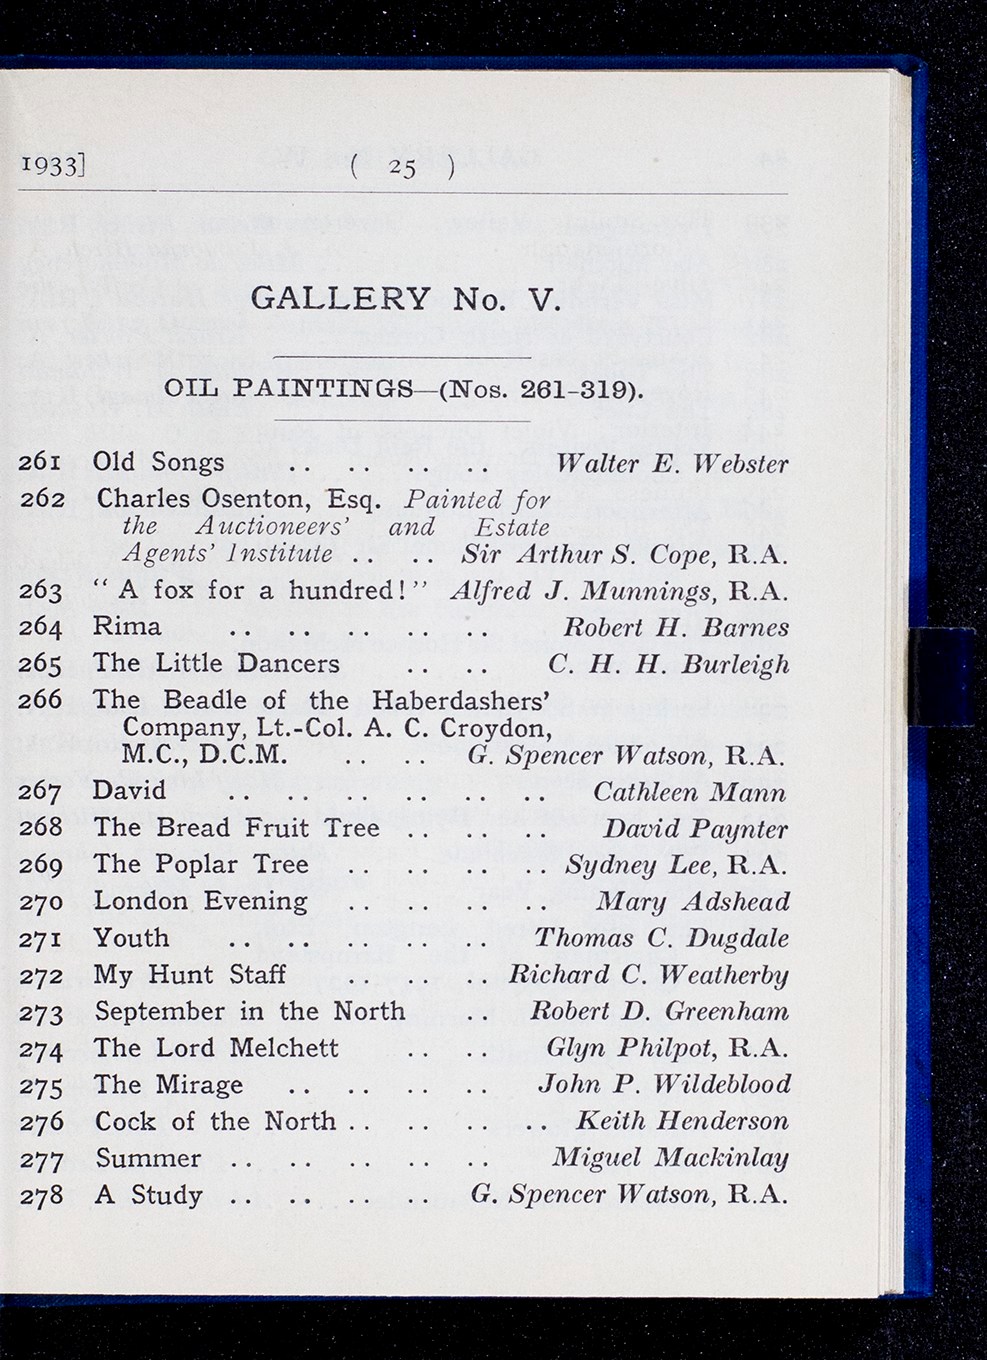 1933] ( 25 )
GALLERY No. V.
OIL PAINTINGS—(Nos. 261-319).
261 Old Songs .. .. .. .. Walter E. Webster
262 Charles Osenton, Esq. Painted for
the Auctioneers' and Estate
Agents' Institute .. .. Sir Arthur S. Cope, R.A.
263 “ A fox for a hundred! ” Alfred J. Munnings, R.A.
264 Rima .. .. .. .. .. Robert H. Barnes
265 The Little Dancers .. .. C. H. H. Burleigh
266 The Beadle of the Haberdashers'
Company, Lt.-Col. A. C. Croydon,
M.C., D.C.M. .. .. G. Spencer Watson, R.A.
267 David .. .. .. .. .. .. Cathleen Mann
268 The Bread Fruit Tree .. .. .. David Paynter
269 The Poplar Tree .. .. .. .. Sydney Lee, R.A.
270 London Evening .. .. .. .. Mary Adshead
271 Youth .. .. .. .. .. Thomas C. Dugdale
272 My Hunt Staff .. .. .. Richard C. Weatherby
273 September in the North .. Robert D. Greenham
274 The Lord Melchett .. .. Glyn Philpot, R.A.
275 The Mirage .. .. .. .. John P. Wildeblood
276 Cock of the North .. .. .. .. Keith Henderson
277 Summer .. .. .. .. .. Miguel Mackinlay
278 A Study .. .. .. .. G. Spencer Watson, R.A.